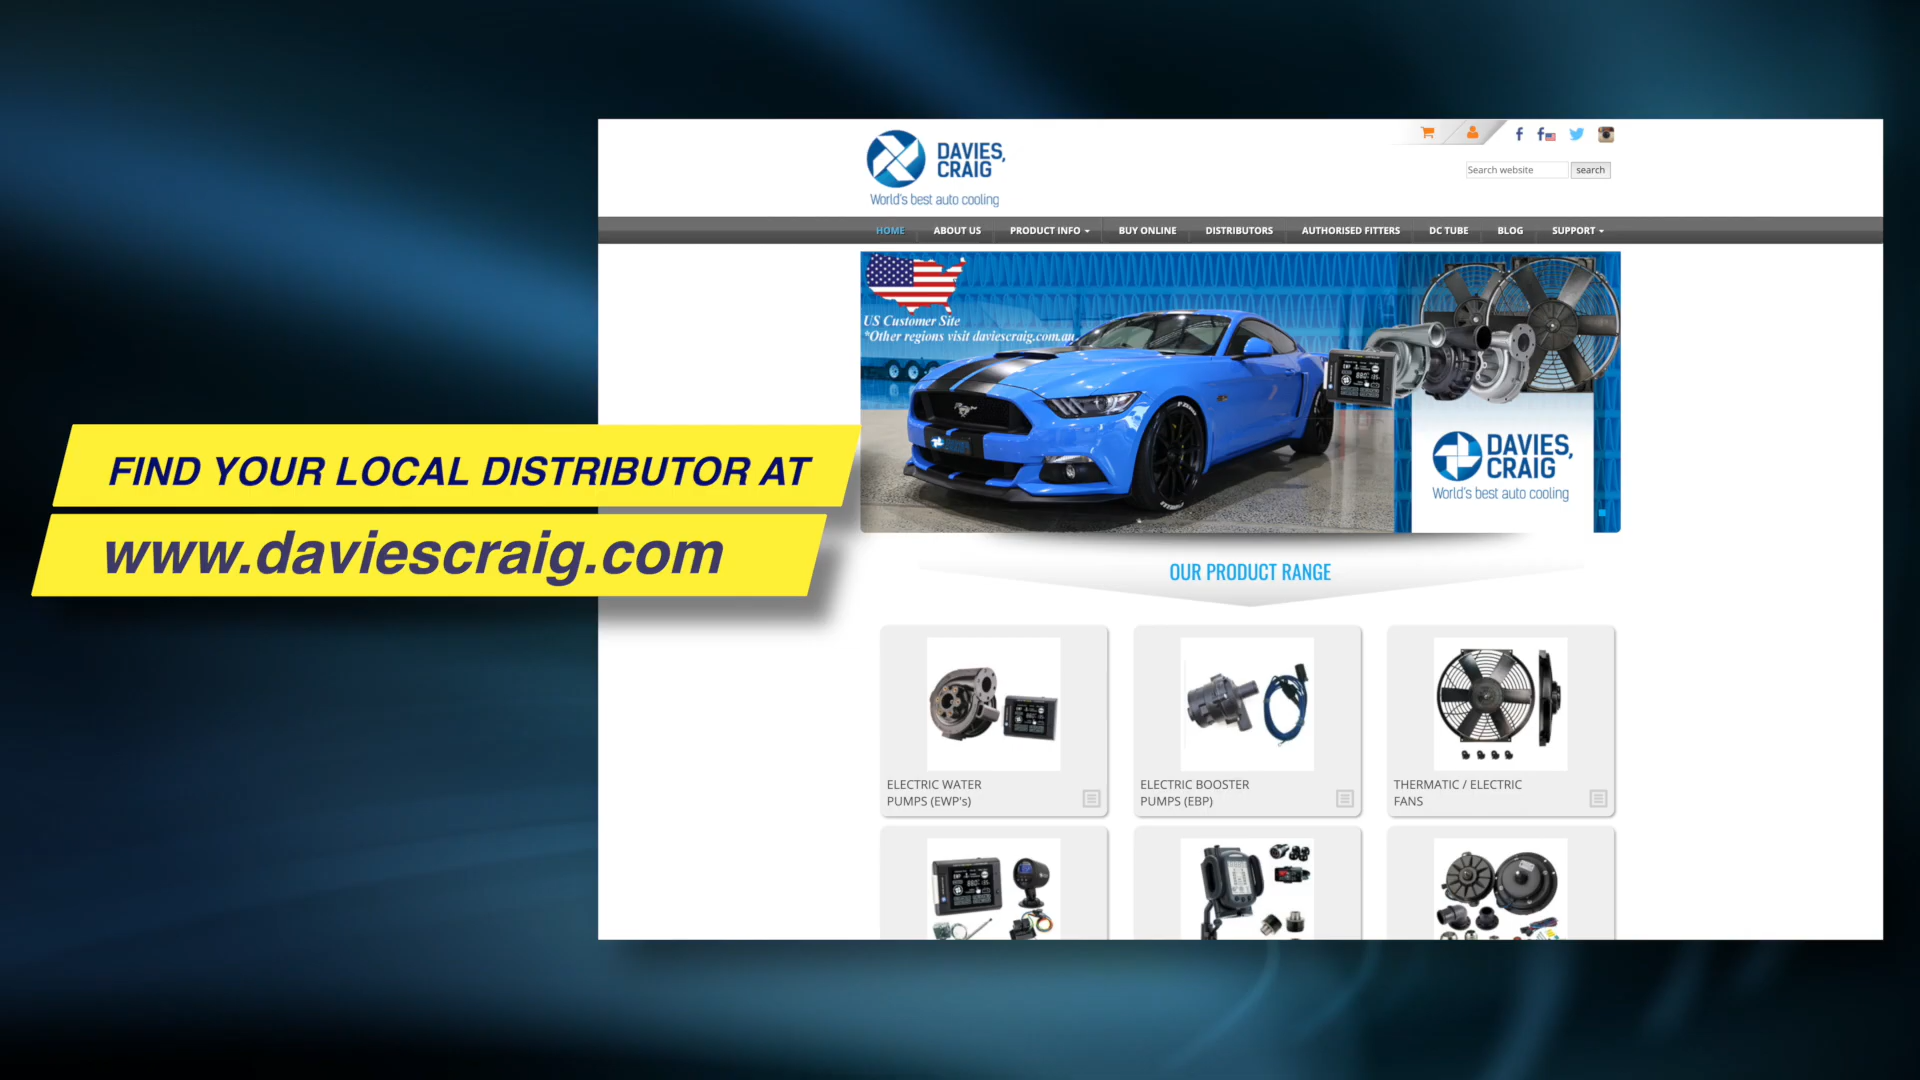 DAVIES,
CRAIG
World's best auto cooling
Search website
search
HOME ABOUT US PRODUCT INFO BUY ONLINE DISTRIBUTORS AUTHORISED FITTERS DC TUBE BLOG SUPPORT
US Customer Site
*Other regions visit daviescraig.com.au
DAVIES,
CRAIG
World's best auto cooling
FIND YOUR LOCAL DISTRIBUTOR AT
www.daviescraig.com
OUR PRODUCT RANGE
ELECTRIC WATER
PUMPS (EWP's)
ELECTRIC BOOSTER
PUMPS (EBP)
THERMATIC / ELECTRIC
FANS